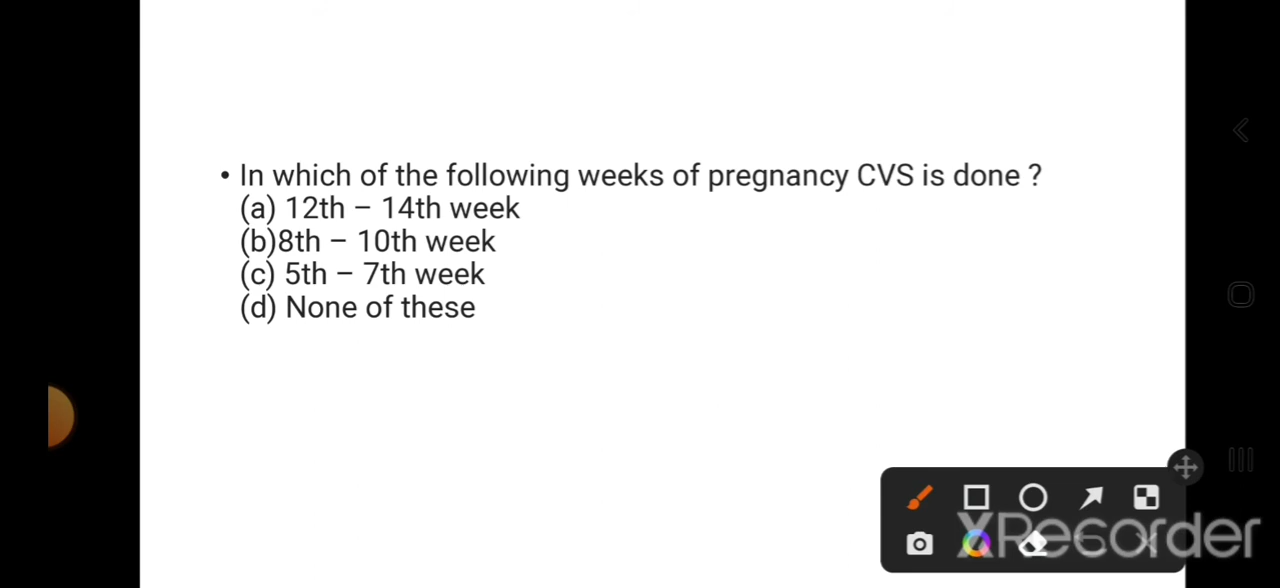 • In which of the following weeks of pregnancy CVS is done ?
(a) 12th – 14th week
(b)8th – 10th week
(c) 5th – 7th week
(d) None of these
XRecorder